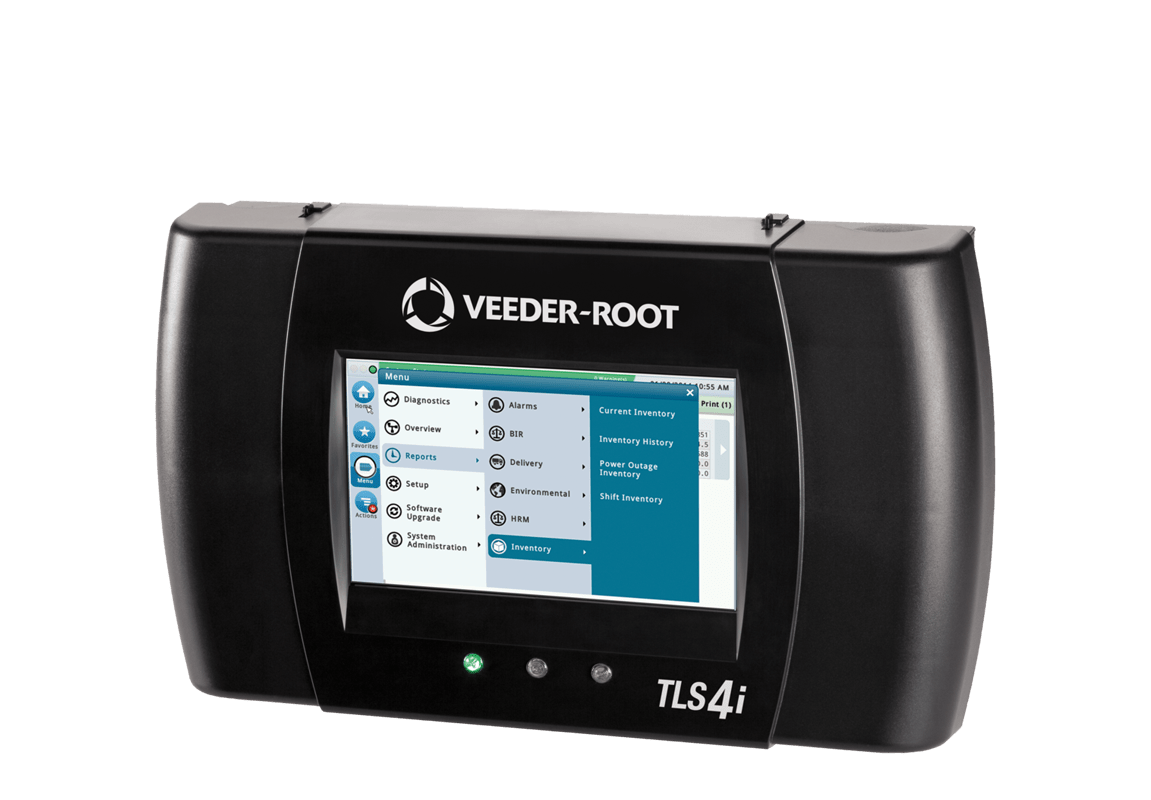 VEEDER-ROOT
Menu
10:55 AM
Print (1)
Home
Favorites
Menu
Actions
Diagnostics
Overview
Reports
Setup
Software
Upgrade
System
Administration
Alarms
BIR
Delivery
Environmental
HRM
Inventory
Current Inventory
Inventory History
Power Outage
Inventory
Shift Inventory
TLS4i